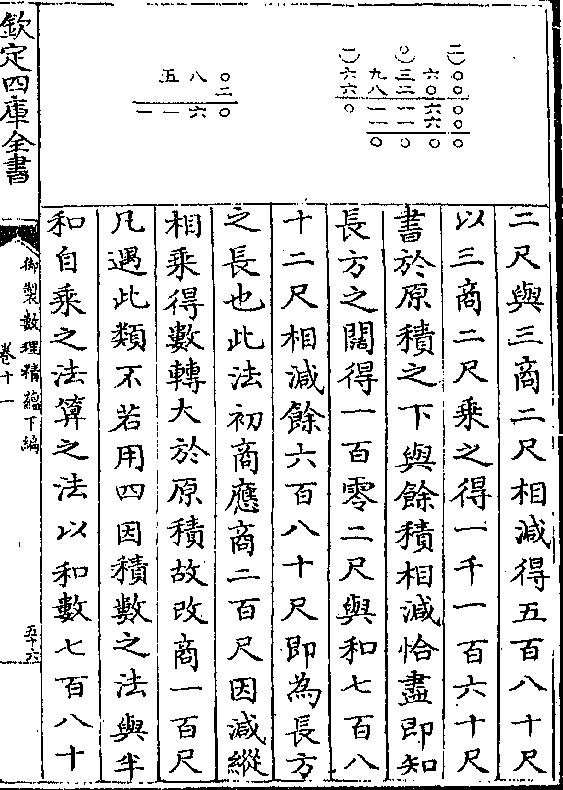 (一)(〇)(二)
六九三六〇
六八二〇〇
〇一一六〇
一一六〇
〇〇〇〇
五八〇
二
一一六〇
二尺與三商二尺相減得五百八十尺
以三商二尺乘之得一千一百六十尺
書於原積之下與餘積相減恰盡即知
長方之闊得一百零二尺與和七百八
十二尺相減餘六百八十尺即為長方
之長也此法初商應商二百尺因減縱
相乘得數轉大於原積故改商一百尺
凡遇此類不若用四因積數之法與半
和自乘之法算之法以和數七百八十
欽定四庫全書
御製數理精蘊下編
卷十一
五十六